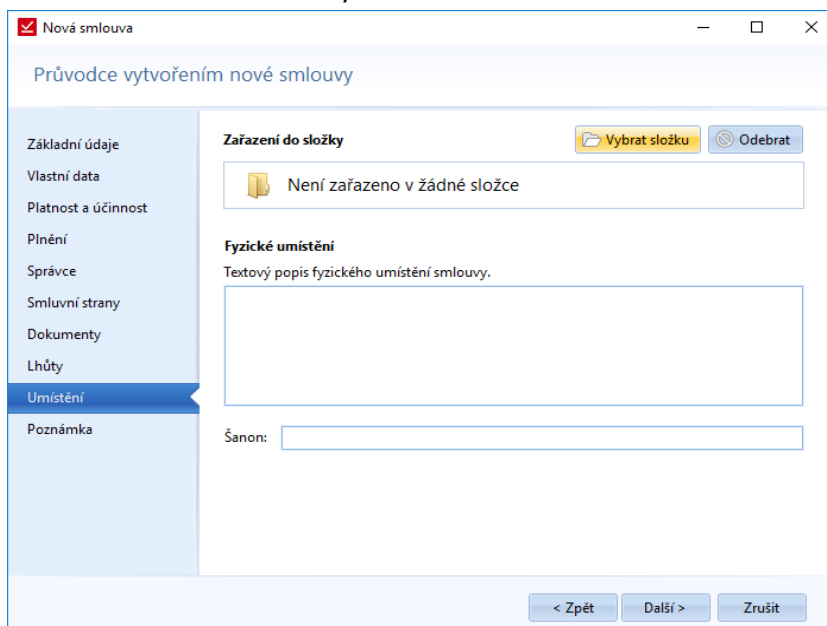 Nová smlouva
Průvodce vytvořením nové smlouvy
Základní údaje
Vlastní data
Platnost a účinnost
Plnění
Správce
Smluvní strany
Dokumenty
Lhůty
Umístění
Poznámka
Zařazení do složky
Vybrat složku
Odebrat
Není zařazeno v žádné složce
Fyzické umístění
Textový popis fyzického umístění smlouvy.
Šanon:
< Zpět
Další >
Zrušit